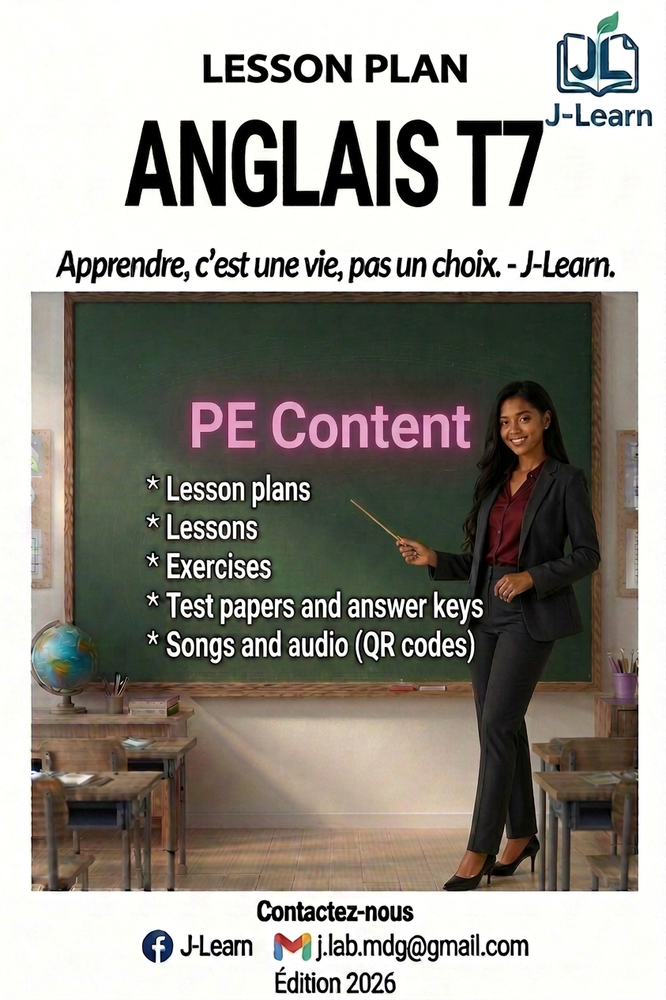 LESSON PLAN
JL
J-Learn
ANGLAIS T7
Apprendre, c'est une vie, pas un choix. - J-Learn.
PE Content
* Lesson plans
* Lessons
* Exercises
* Test papers and answer keys
* Songs and audio (QR codes)
Contactez-nous
f J-Learn M j.lab.mdg@gmail.com
Édition 2026